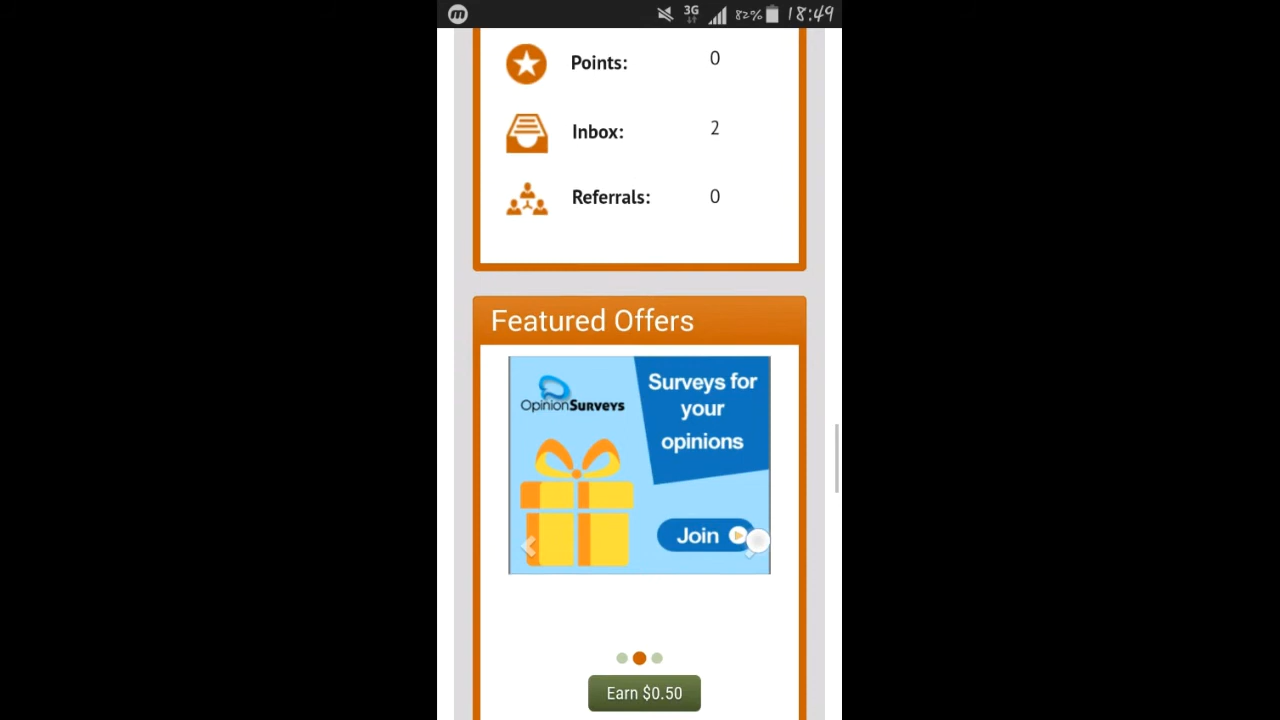 3G 82% 18:49
Points: 0
Inbox: 2
Referrals: 0
Featured Offers
OpinionSurveys
Surveys for
your
opinions
Join
Earn $0.50